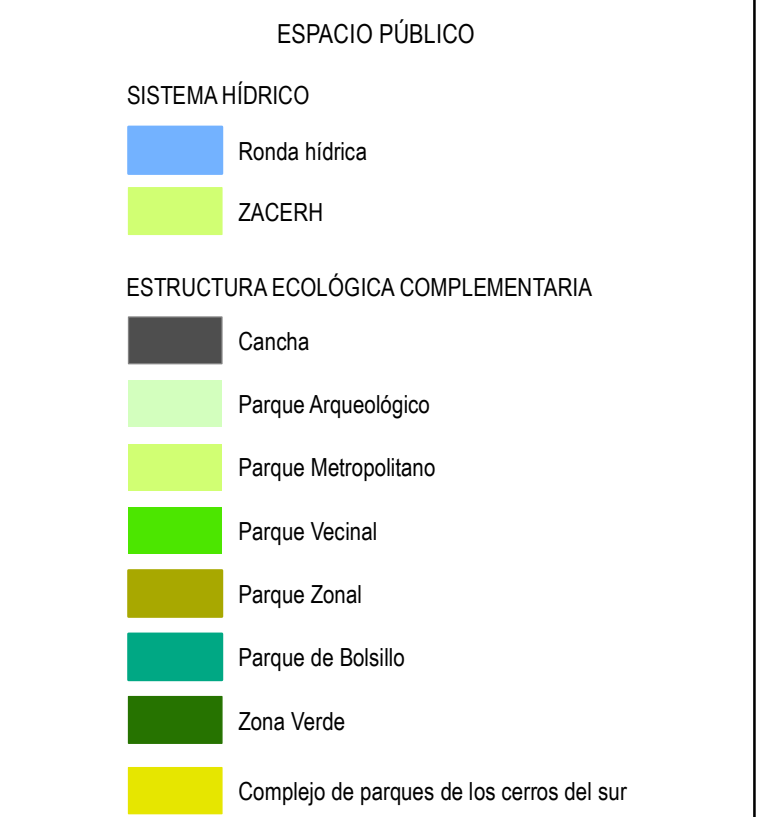 ESPACIO PÚBLICO
SISTEMA HÍDRICO
Ronda hídrica
ZACERH
ESTRUCTURA ECOLÓGICA COMPLEMENTARIA
Cancha
Parque Arqueológico
Parque Metropolitano
Parque Vecinal
Parque Zonal
Parque de Bolsillo
Zona Verde
Complejo de parques de los cerros del sur